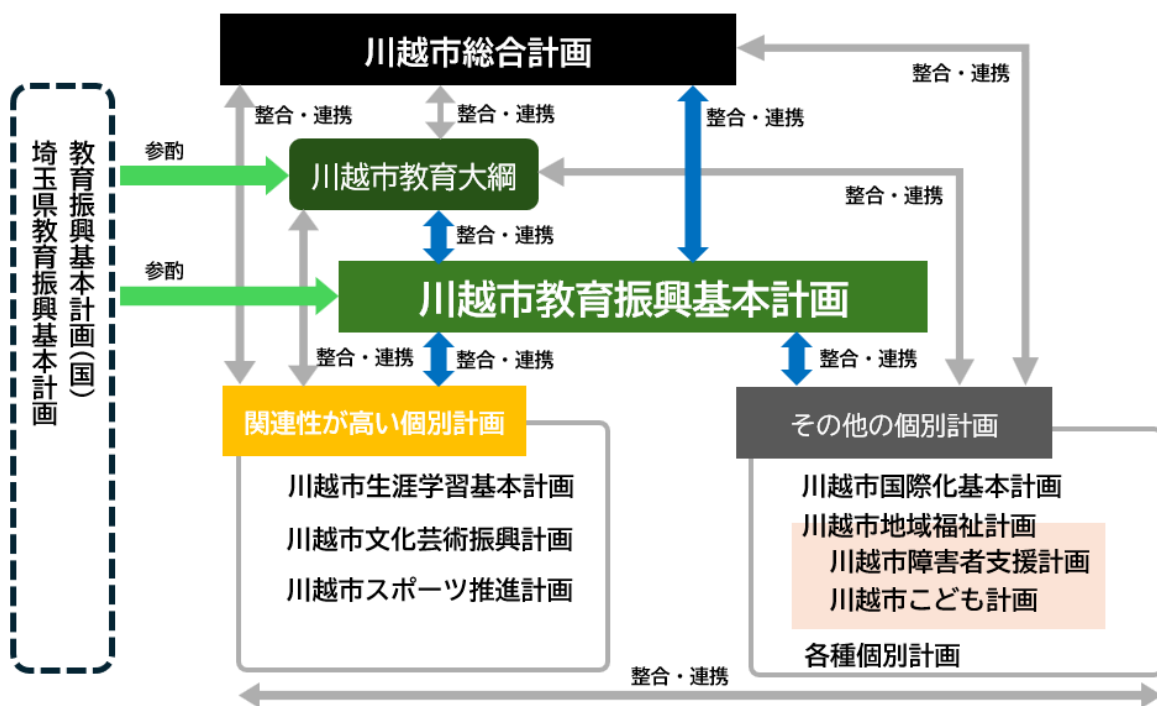 川越市総合計画
整合・連携
整合・連携
整合・連携
整合・連携
教育振興基本計画(国)
埼玉県教育振興基本計画
参酌
川越市教育大綱
整合・連携
整合・連携
参酌
川越市教育振興基本計画
整合・連携
整合・連携
整合・連携
関連性が高い個別計画
川越市生涯学習基本計画
川越市文化芸術振興計画
川越市スポーツ推進計画
その他の個別計画
川越市国際化基本計画
川越市地域福祉計画
川越市障害者支援計画
川越市こども計画
各種個別計画
整合・連携